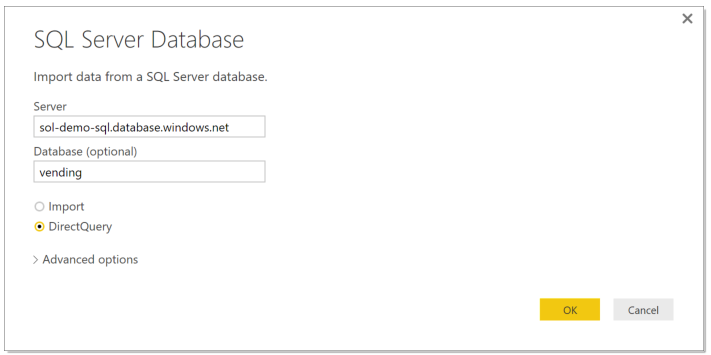 SQL Server Database
Import data from a SQL Server database.
Server
sol-demo-sql.database.windows.net
Database (optional)
vending
Import
DirectQuery
Advanced options
OK Cancel